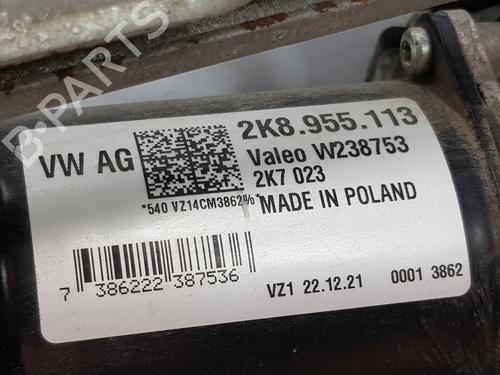 B-PARTS
VW AG
2K8.955.113
Valeo W238753
2K7 023
*540 VZ14CM3862%*
MADE IN POLAND
7 386222 387536
VZ1 22.12.21 0001 3862